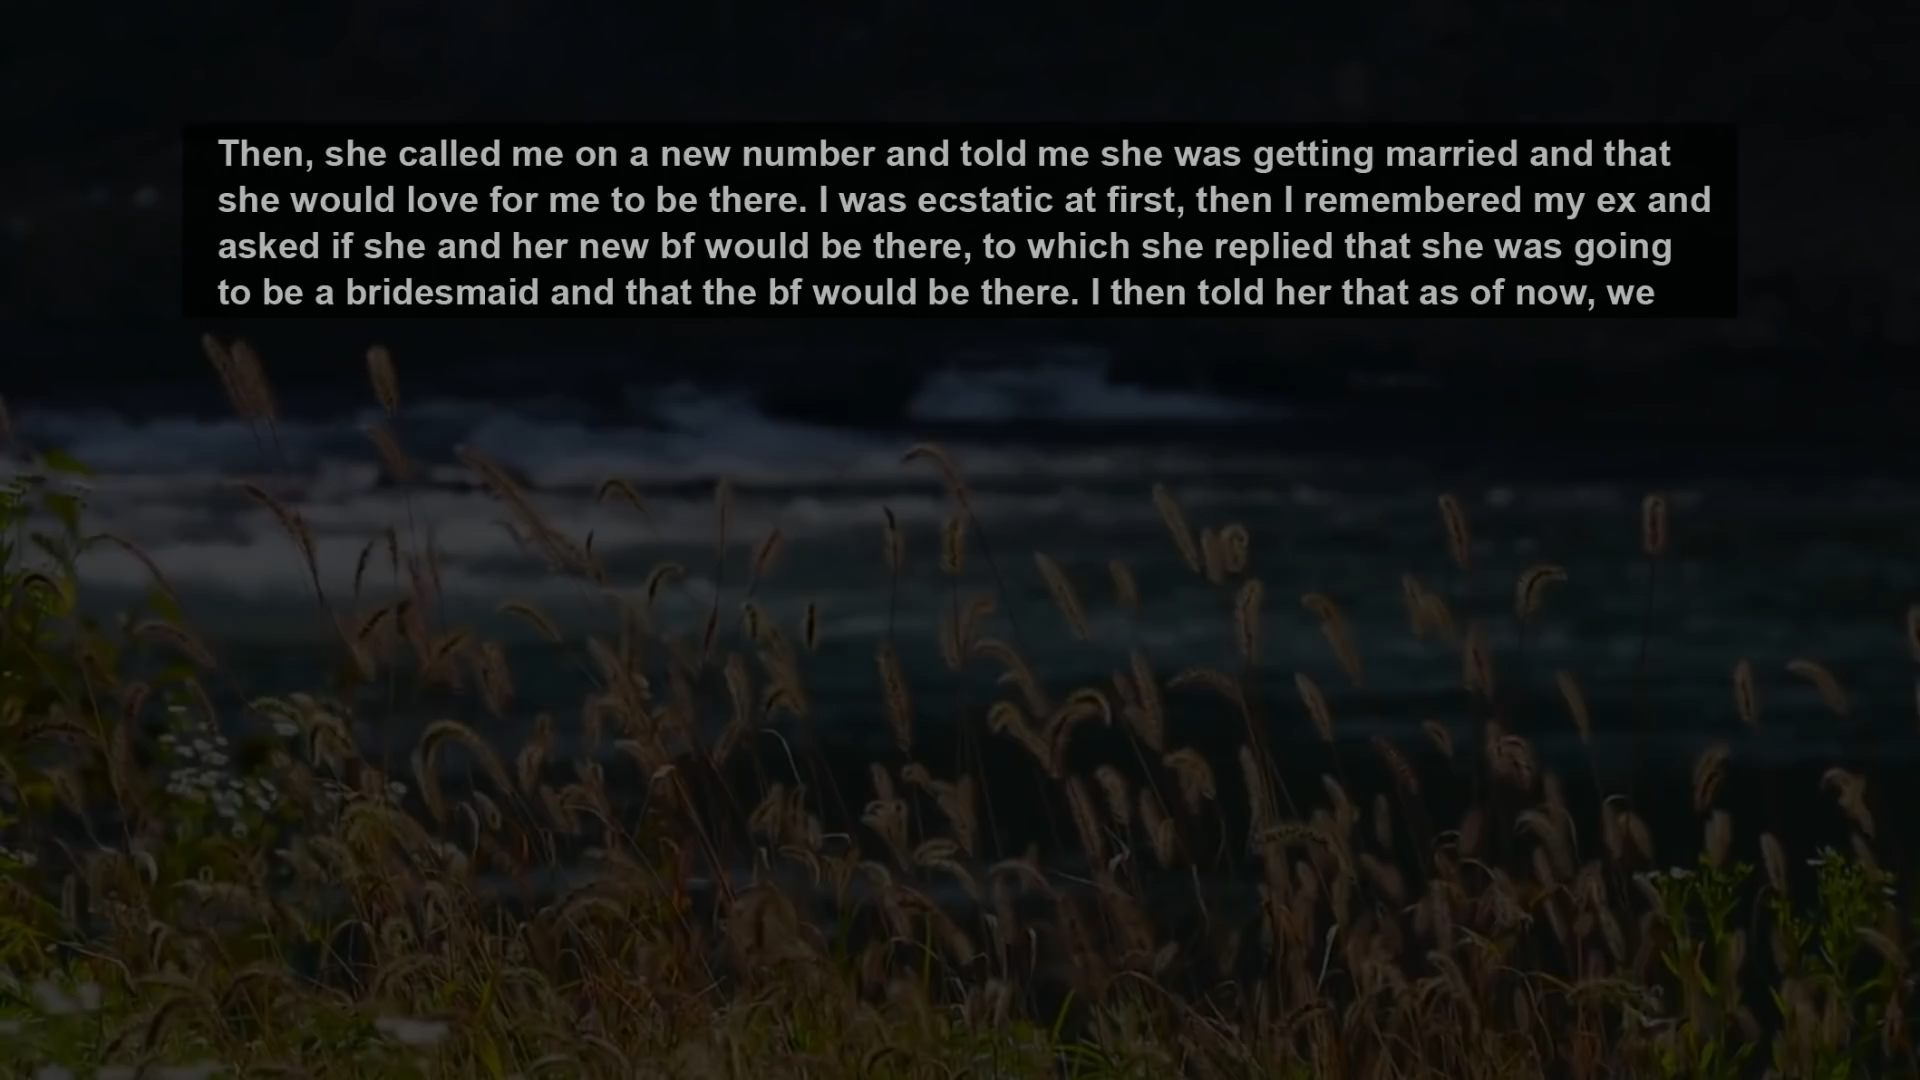 Then, she called me on a new number and told me she was getting married and that
she would love for me to be there. I was ecstatic at first, then I remembered my ex and
asked if she and her new bf would be there, to which she replied that she was going
to be a bridesmaid and that the bf would be there. I then told her that as of now, we